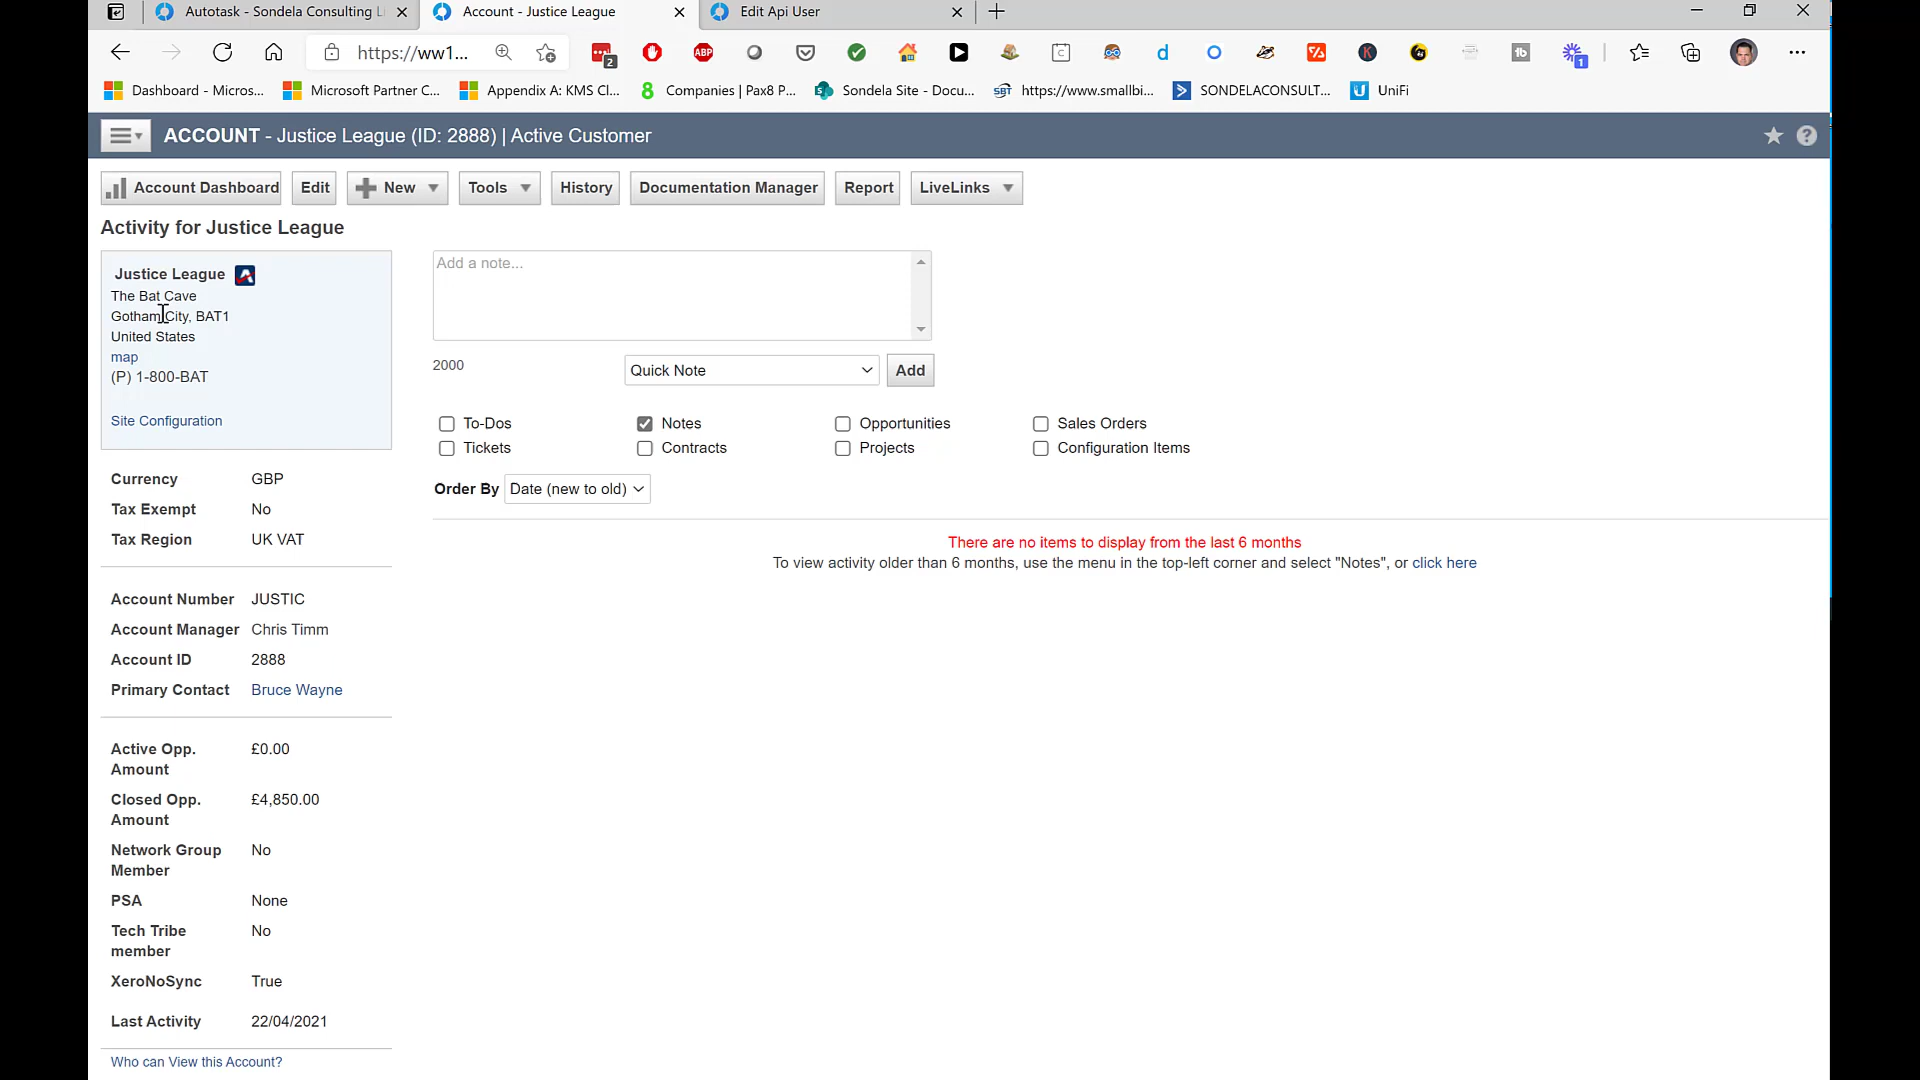 Autotask - Sondela Consulting Li
Account - Justice League
Edit Api User
https://ww1...
ABP
2
1
Dashboard - Micros...
Microsoft Partner C...
Appendix A: KMS Cl...
Companies | Pax8 P...
Sondela Site - Docu...
https://www.smallbi...
SONDELACONSULT...
UniFi
ACCOUNT - Justice League (ID: 2888) | Active Customer
Account Dashboard
Edit
New
Tools
History
Documentation Manager
Report
LiveLinks
Activity for Justice League
Justice League
The Bat Cave
Gotham City, BAT1
United States
map
(P) 1-800-BAT
Site Configuration
Add a note...
2000
Quick Note
Add
To-Dos
Notes
Opportunities
Sales Orders
Tickets
Contracts
Projects
Configuration Items
Order By Date (new to old)
There are no items to display from the last 6 months
To view activity older than 6 months, use the menu in the top-left corner and select "Notes", or click here
Currency GBP
Tax Exempt No
Tax Region UK VAT
Account Number JUSTIC
Account Manager Chris Timm
Account ID 2888
Primary Contact Bruce Wayne
Active Opp. £0.00
Amount
Closed Opp. £4,850.00
Amount
Network Group No
Member
PSA None
Tech Tribe No
member
XeroNoSync True
Last Activity 22/04/2021
Who can View this Account?